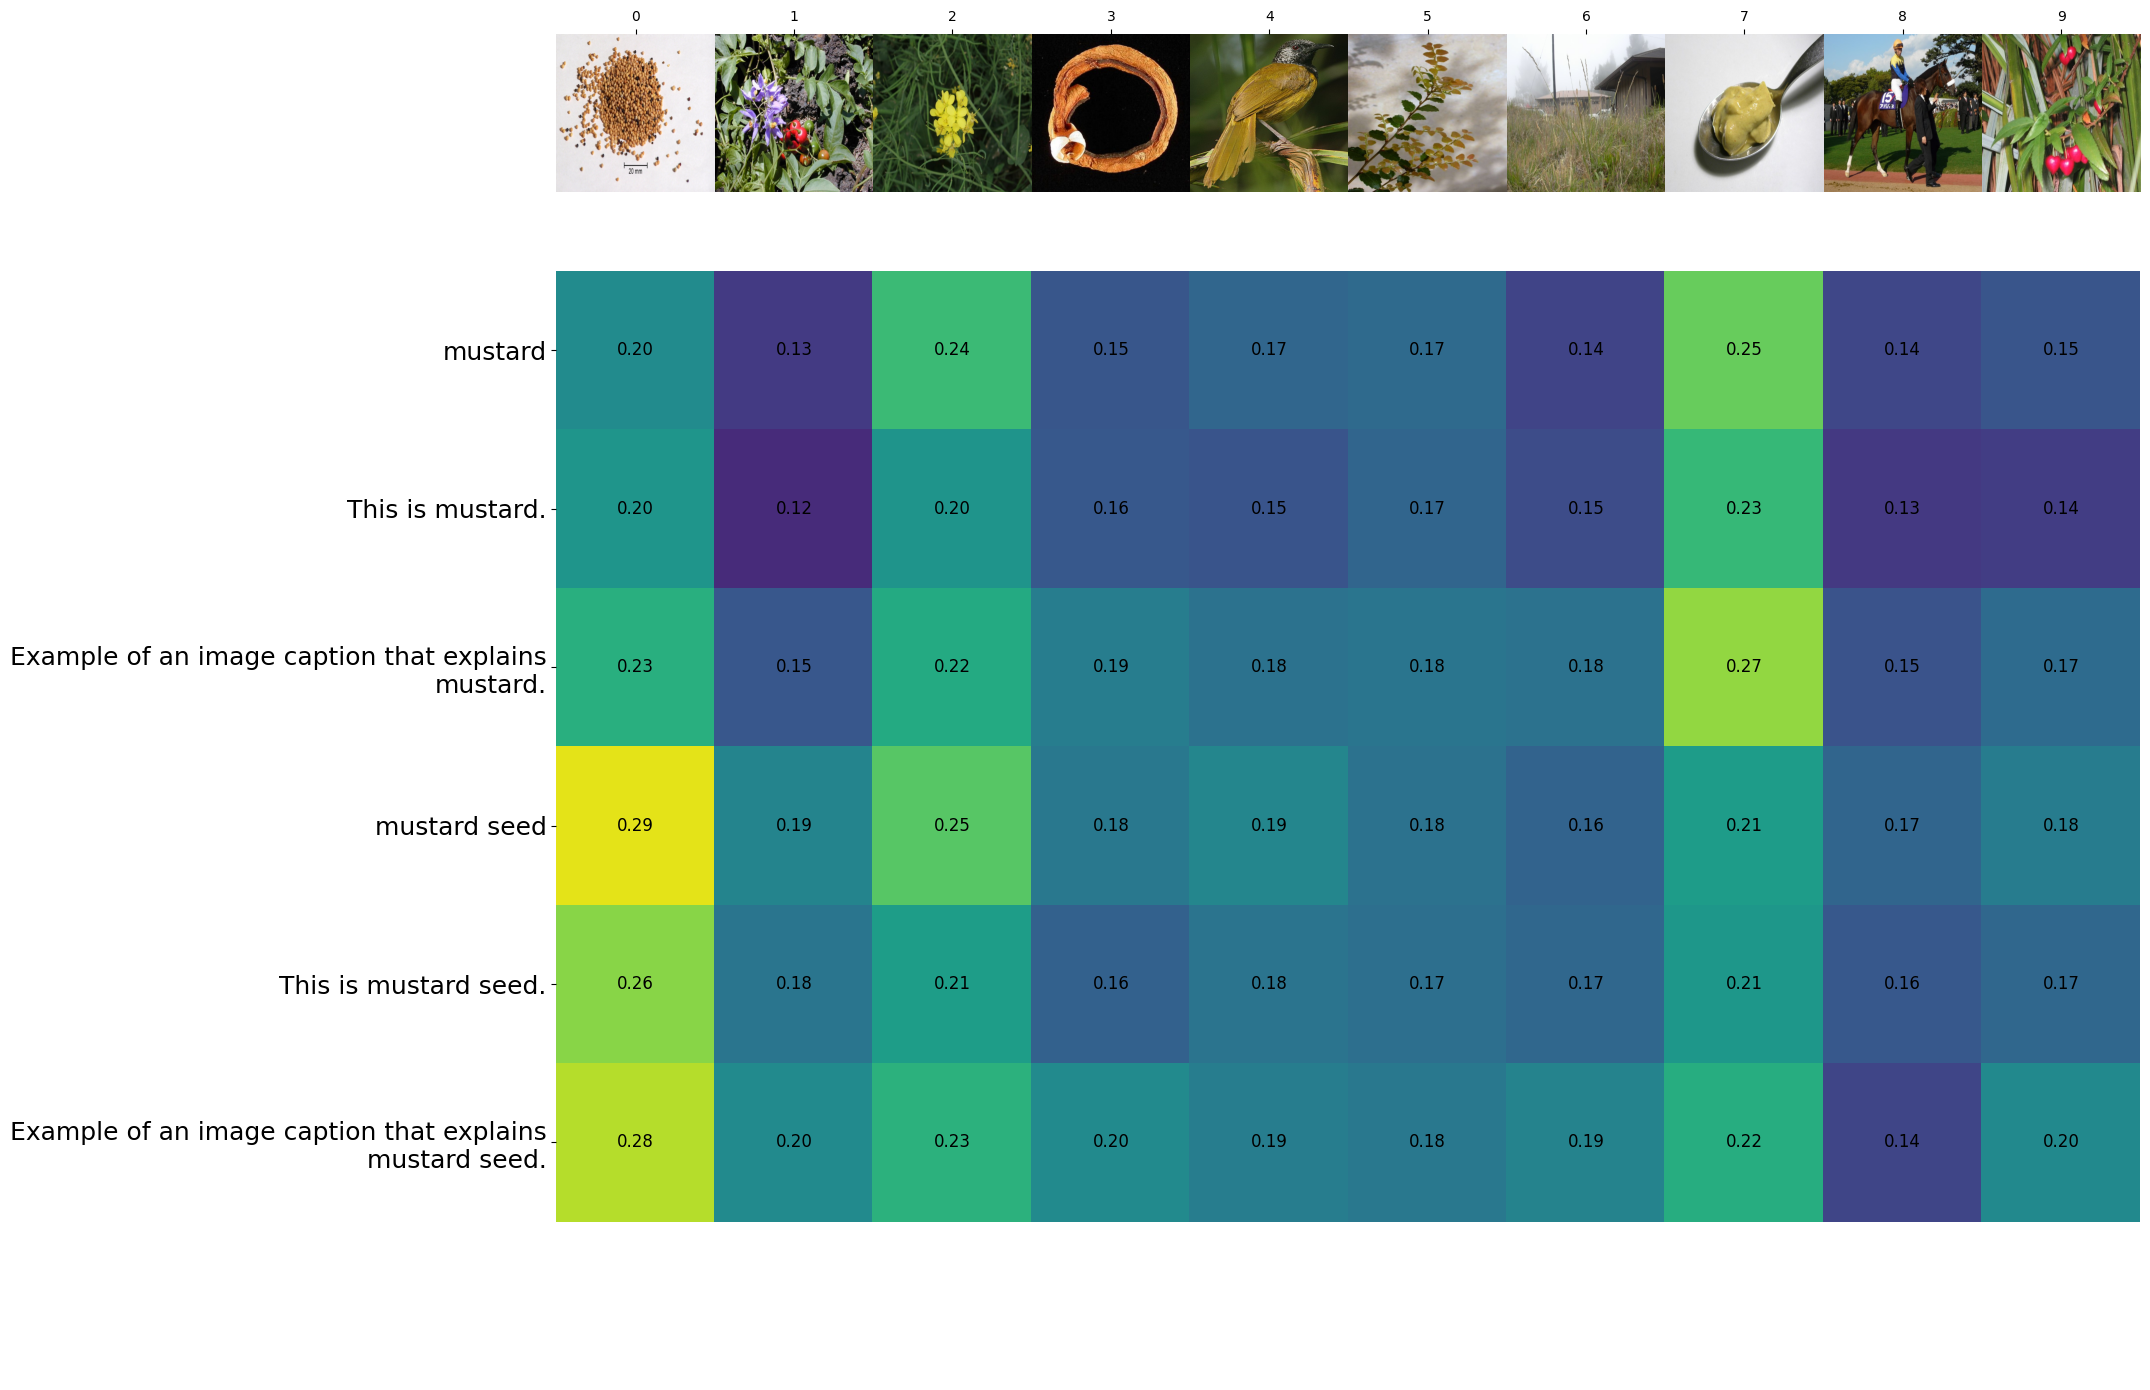 0 1 2 3 4 5 6 7 8 9
20 mm
15
mustard 0.20 0.13 0.24 0.15 0.17 0.17 0.14 0.25 0.14 0.15
This is mustard. 0.20 0.12 0.20 0.16 0.15 0.17 0.15 0.23 0.13 0.14
Example of an image caption that explains
mustard. 0.23 0.15 0.22 0.19 0.18 0.18 0.18 0.27 0.15 0.17
mustard seed 0.29 0.19 0.25 0.18 0.19 0.18 0.16 0.21 0.17 0.18
This is mustard seed. 0.26 0.18 0.21 0.16 0.18 0.17 0.17 0.21 0.16 0.17
Example of an image caption that explains
mustard seed. 0.28 0.20 0.23 0.20 0.19 0.18 0.19 0.22 0.14 0.20